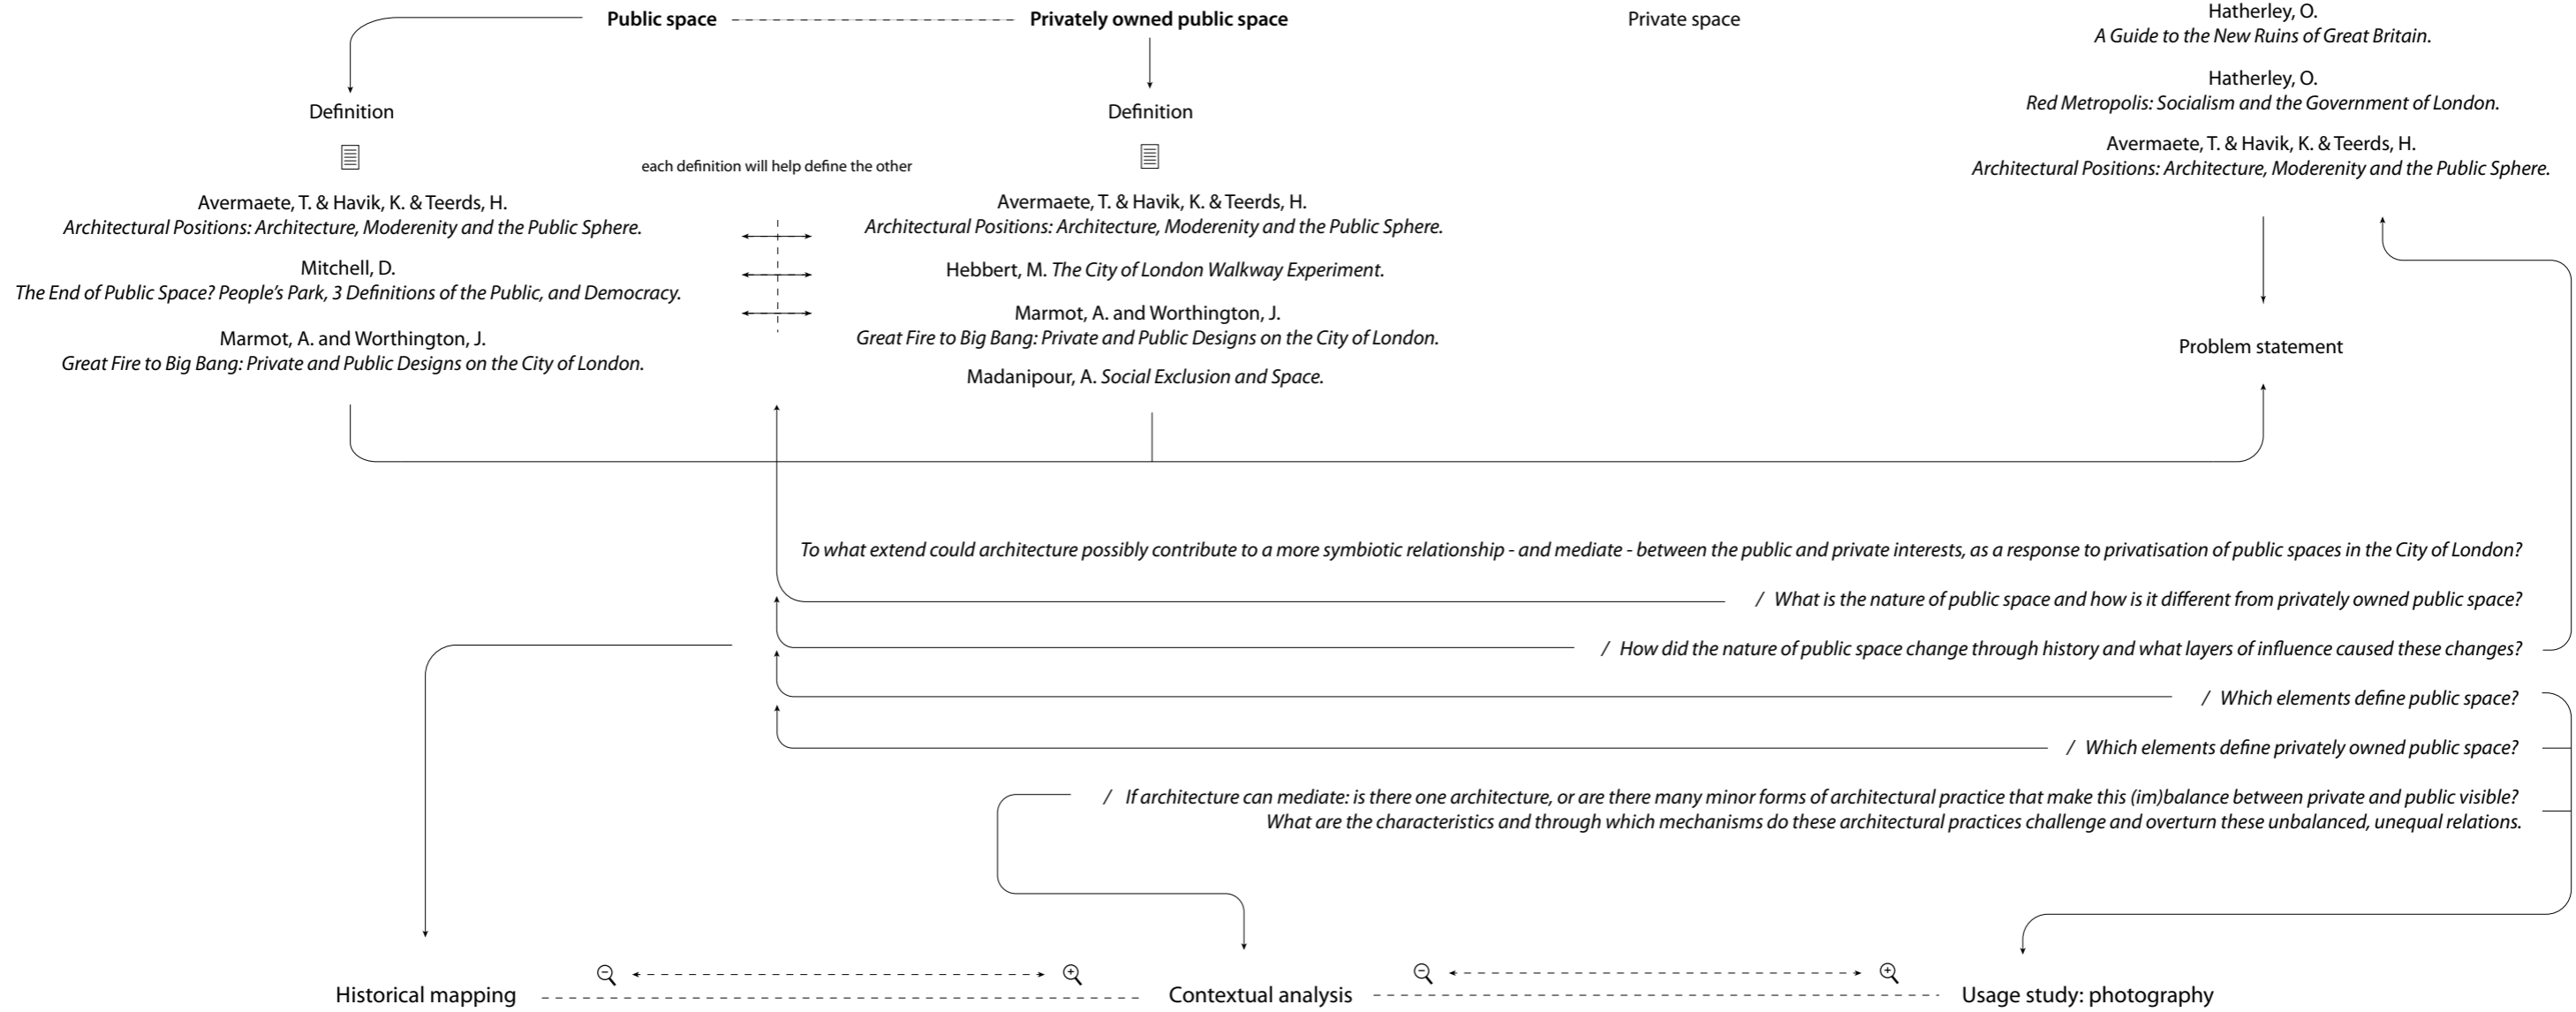 Public space
Privately owned public space
Private space
Hatherley, O.
A Guide to the New Ruins of Great Britain.
Hatherley, O.
Red Metropolis: Socialism and the Government of London.
Avermaete, T. & Havik, K. & Teerds, H.
Architectural Positions: Architecture, Moderenity and the Public Sphere.
Definition
Avermaete, T. & Havik, K. & Teerds, H.
Architectural Positions: Architecture, Moderenity and the Public Sphere.
Mitchell, D.
The End of Public Space? People's Park, 3 Definitions of the Public, and Democracy.
Marmot, A. and Worthington, J.
Great Fire to Big Bang: Private and Public Designs on the City of London.
each definition will help define the other
Definition
Avermaete, T. & Havik, K. & Teerds, H.
Architectural Positions: Architecture, Moderenity and the Public Sphere.
Hebbert, M. The City of London Walkway Experiment.
Marmot, A. and Worthington, J.
Great Fire to Big Bang: Private and Public Designs on the City of London.
Madanipour, A. Social Exclusion and Space.
Problem statement
To what extend could architecture possibly contribute to a more symbiotic relationship - and mediate - between the public and private interests, as a response to privatisation of public spaces in the City of London?
/ What is the nature of public space and how is it different from privately owned public space?
/ How did the nature of public space change through history and what layers of influence caused these changes?
/ Which elements define public space?
/ Which elements define privately owned public space?
/ If architecture can mediate: is there one architecture, or are there many minor forms of architectural practice that make this (im)balance between private and public visible?
What are the characteristics and through which mechanisms do these architectural practices challenge and overturn these unbalanced, unequal relations.
Historical mapping
Contextual analysis
Usage study: photography